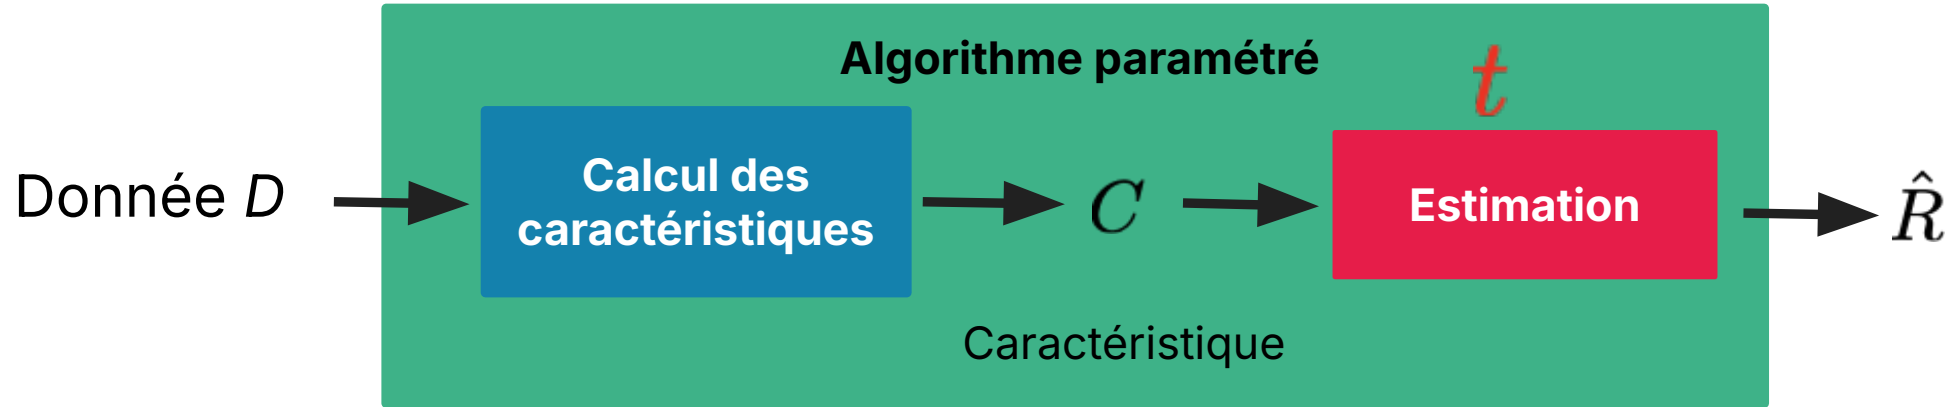 Algorithme paramétré
t
Donnée D
Calcul des
caractéristiques
C
Estimation
R̂
Caractéristique